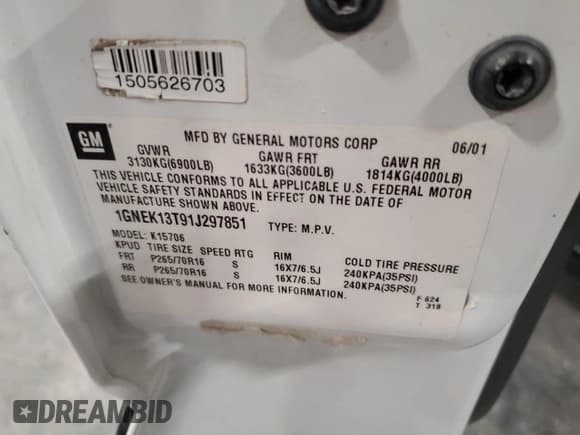 1505626703
GM
MFD BY GENERAL MOTORS CORP 06/01
GVWR GAWR FRT GAWR RR
3130KG(6900LB) 1633KG(3600LB) 1814KG(4000LB)
THIS VEHICLE CONFORMS TO ALL APPLICABLE U.S. FEDERAL MOTOR
VEHICLE SAFETY STANDARDS IN EFFECT ON THE DATE OF
MANUFACTURE SHOWN ABOVE.
1GNEK13T91J297851 TYPE: M.P.V.
MODEL: K15706
KPUD TIRE SIZE SPEED RTG RIM COLD TIRE PRESSURE
FRT P265/70R16 S 16X7/6.5J 240KPA(35PSI)
RR P265/70R16 S 16X7/6.5J 240KPA(35PSI)
SEE OWNER'S MANUAL FOR MORE INFORMATION.
F 624
T 318
DREAMBID